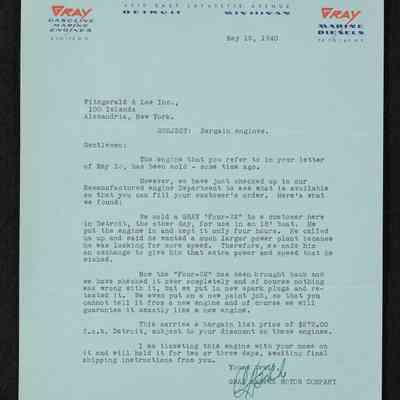 GRAY
GASOLINE
MARINE
ENGINES
EAST LAFAYETTE AVENUE
DETROIT MICHIGAN
GRAY
MARINE
DIESELS
May 18, 1940
Fitzgerald & Lee Inc.,
100 Islands
Alexandria, New York.
SUBJECT: Bargain engines.
Gentlemen:
The engine that you refer to in your letter
of May 16, has been sold - some time ago.
However, we have just checked up in our
Remanufactured engine Department to see what is available
so that you can fill your customer's order. Here's what
we found:
We sold a GRAY "Four-22" to a customer here
in Detroit, the other day, for use in an 18' boat. He
put the engine in and kept it only four hours. He called
us up and said he wanted a much larger power plant because
he was looking for more speed. Therefore, we made him
an exchange to give him that extra power and speed that he
wished.
Now the "Four-22" has been brought back and
we have checked it over completely and of course nothing
was wrong with it, but we put in new spark plugs and re-
tested it. We even put on a new paint job, so that you
cannot tell it from a new engine and of course we will
guarantee it exactly like a new engine.
This carries a bargain list price of $272.00
f.o.b. Detroit, subject to your discount on these engines.
I am ticketing this engine with your name on
it and will hold it for two or three days, awaiting final
shipping instructions from you.
Yours truly,
GRAY MARINE MOTOR COMPANY